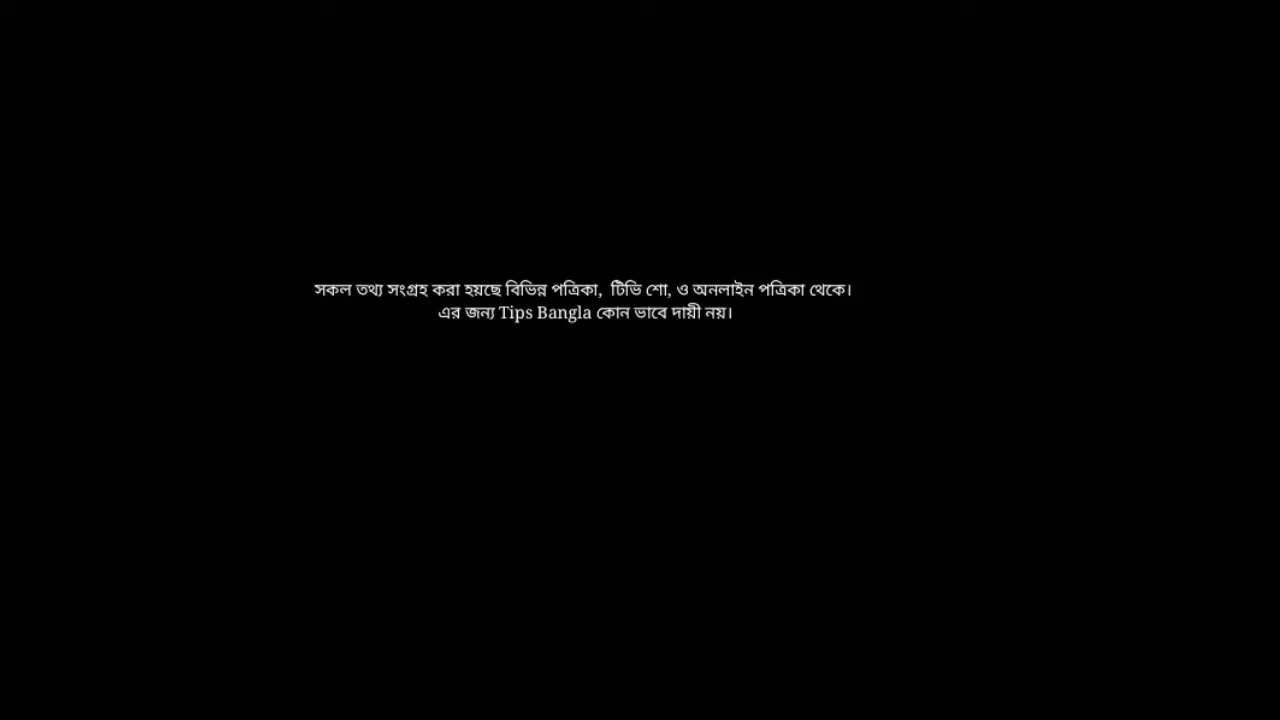 সকল তথ্য সংগ্রহ করা হয়ছে বিভিন্ন পত্রিকা, টিভি শো, ও অনলাইন পত্রিকা থেকে।
এর জন্য Tips Bangla কোন ভাবে দায়ী নয়।